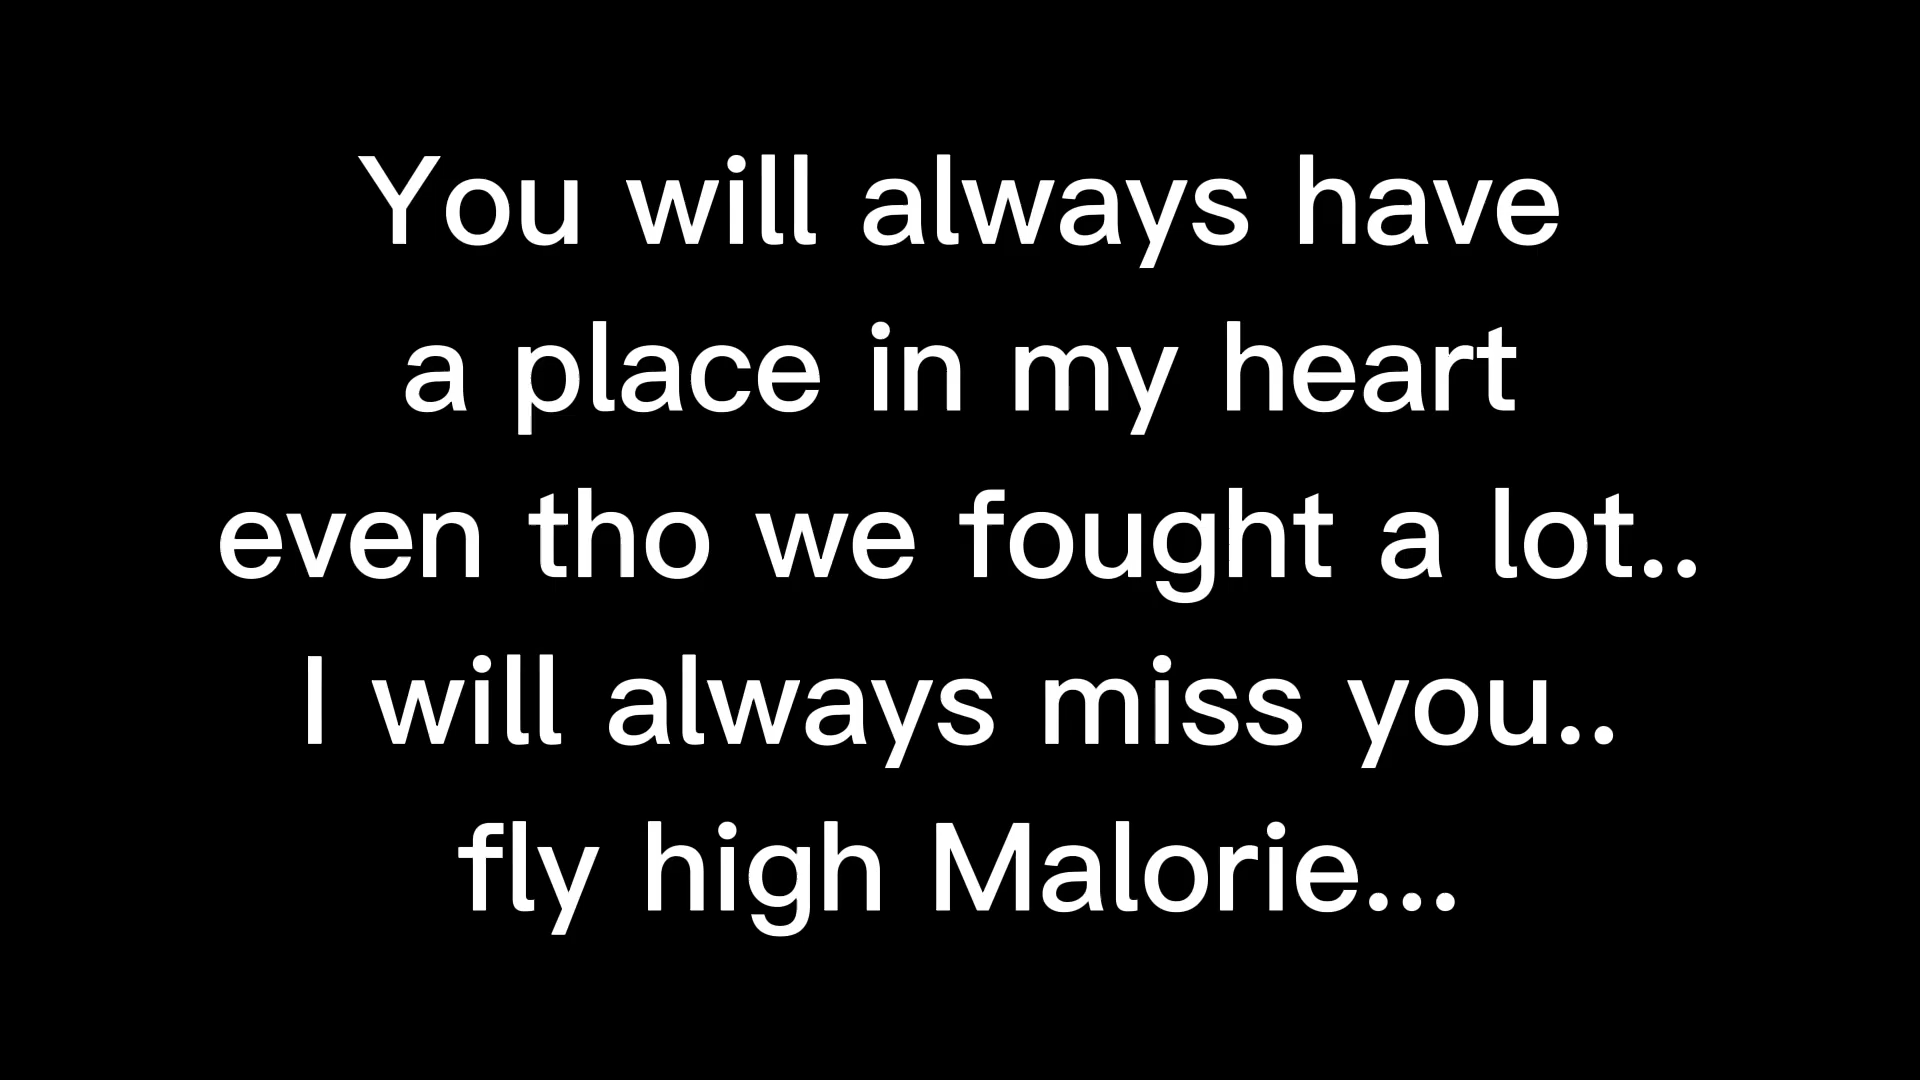 You will always have
a place in my heart
even tho we fought a lot..
I will always miss you..
fly high Malorie...